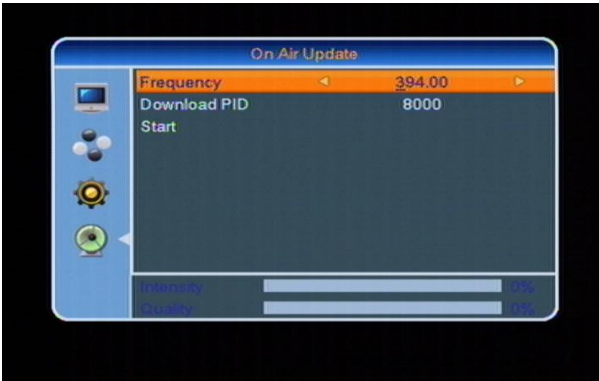 On Air Update
Frequency 394.00
Download PID 8000
Start
Intensity 0%
Quality 0%